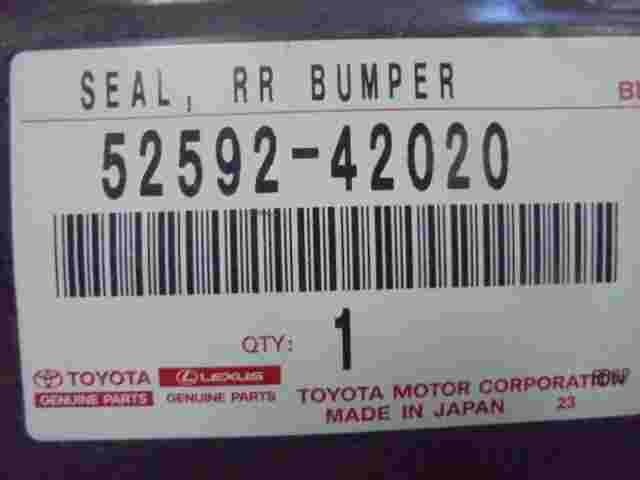 SEAL, RR BUMPER
52592-42020
QTY: 1
TOYOTA LEXUS
GENUINE PARTS GENUINE PARTS
TOYOTA MOTOR CORPORATION
MADE IN JAPAN 23